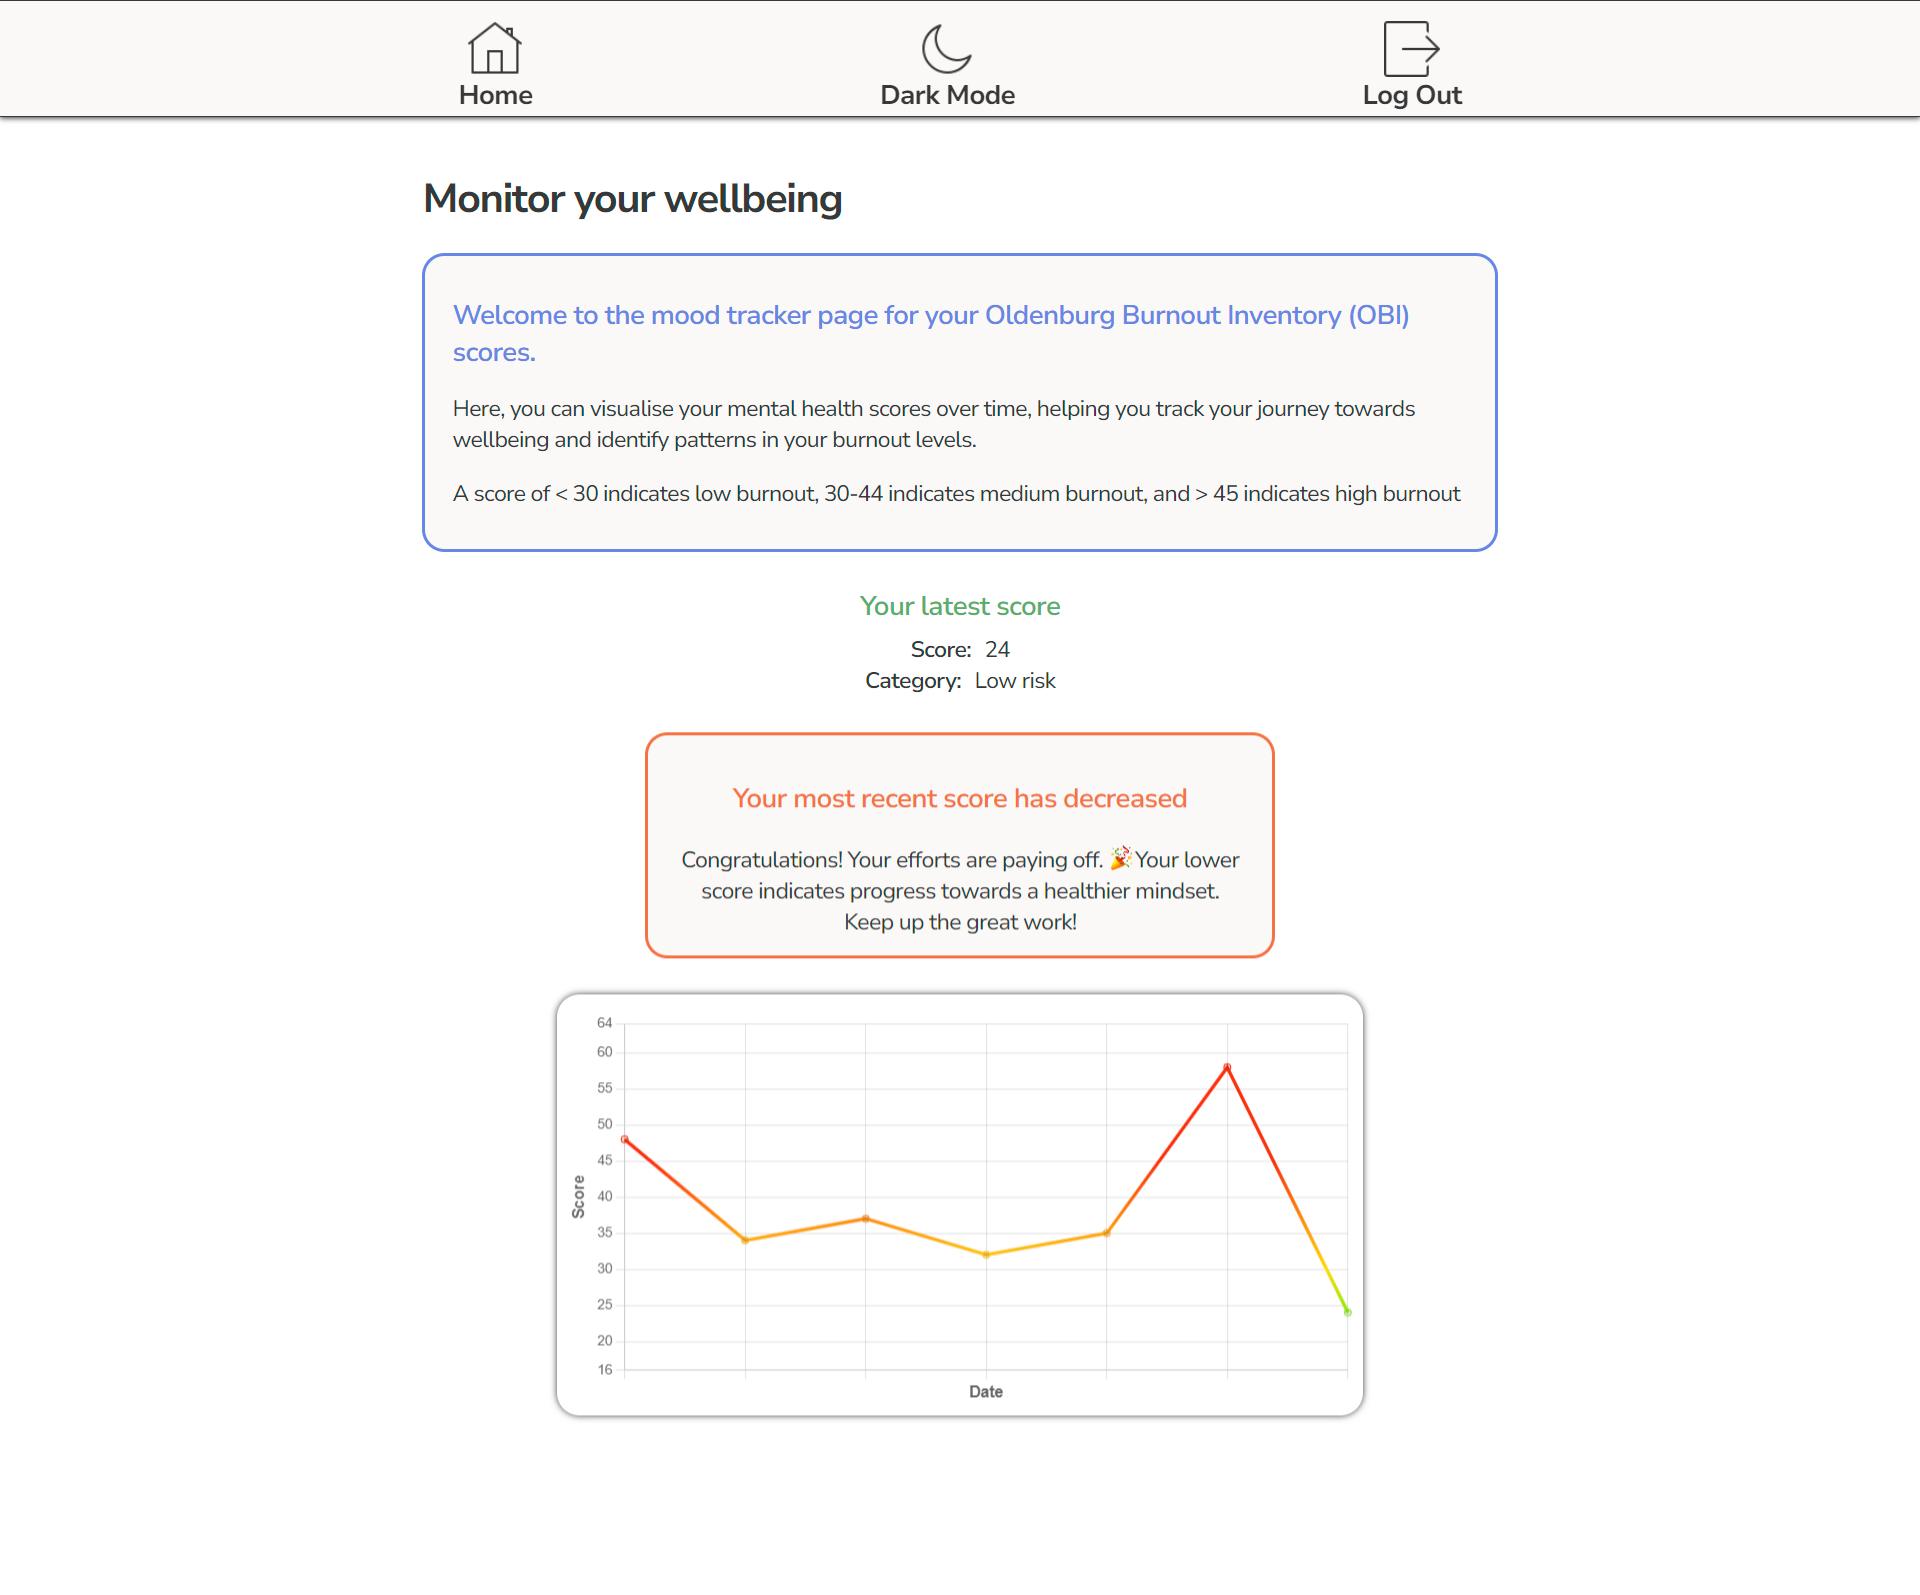 Home
Dark Mode
Log Out
Monitor your wellbeing
Welcome to the mood tracker page for your Oldenburg Burnout Inventory (OBI)
scores.
Here, you can visualise your mental health scores over time, helping you track your journey towards
wellbeing and identify patterns in your burnout levels.
A score of < 30 indicates low burnout, 30-44 indicates medium burnout, and > 45 indicates high burnout
Your latest score
Score: 24
Category: Low risk
Your most recent score has decreased
Congratulations! Your efforts are paying off. 🎉 Your lower
score indicates progress towards a healthier mindset.
Keep up the great work!
64
60
55
50
45
40
35
30
25
20
16
Score
Date